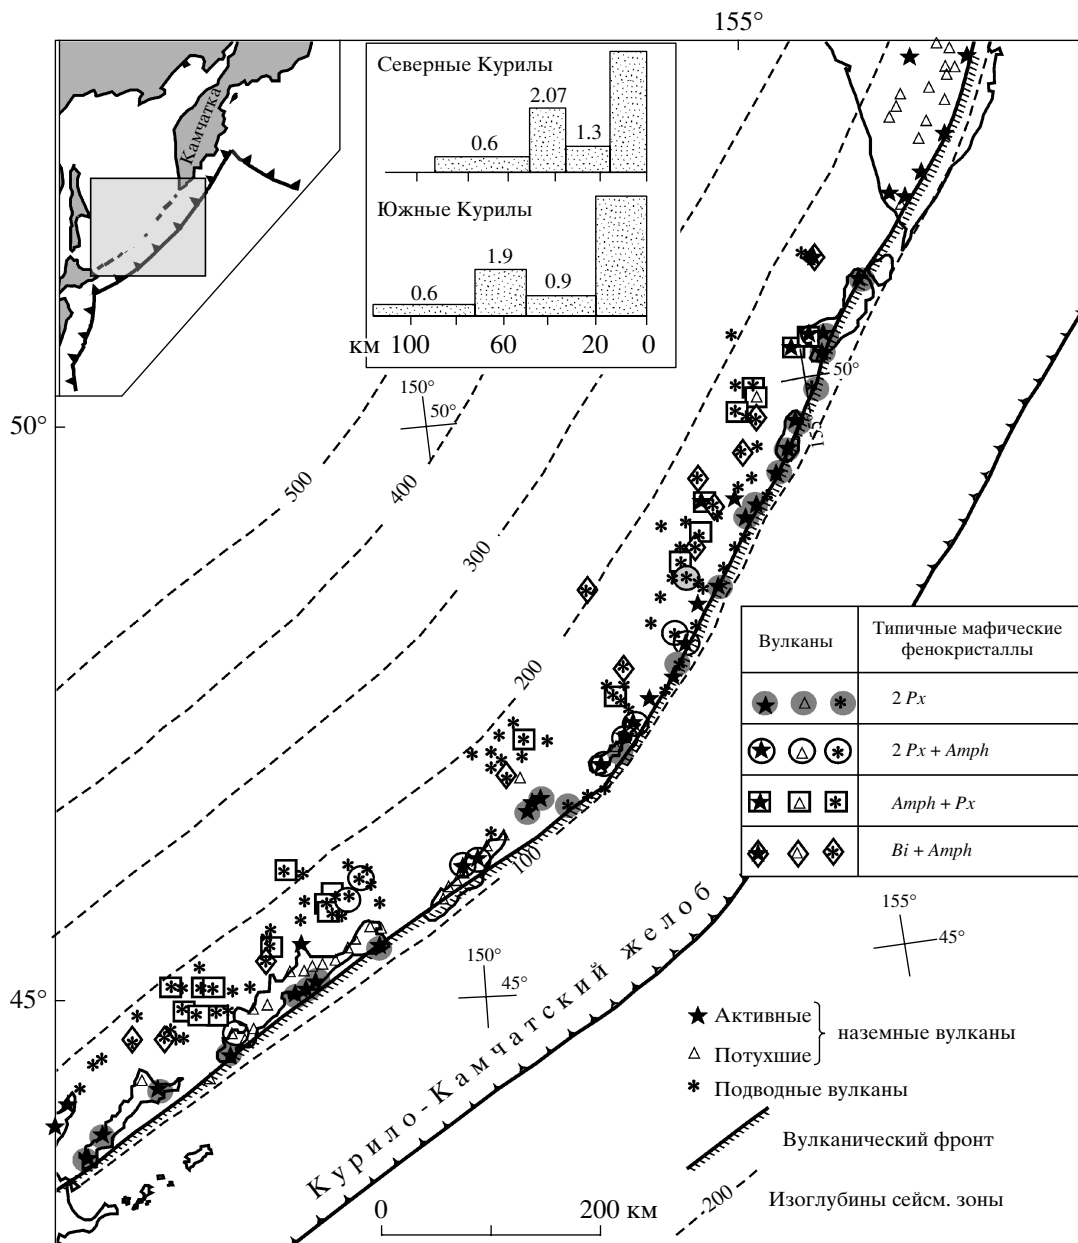 155°
Камчатка
Северные Курилы
2.07
0.6
1.3
Южные Курилы
1.9
0.6
0.9
км 100 60 20 0
150°
50°
50°
50°
155
500
400
300
200
100
Вулканы
Типичные мафические
фенокристаллы
2 Px
2 Px + Amph
Amph + Px
Bi + Amph
155°
45°
150°
45°
45°
Курило-Камчатский желоб
Активные
Потухшие
наземные вулканы
Подводные вулканы
Вулканический фронт
200
Изоглубины сейсм. зоны
0 200 км